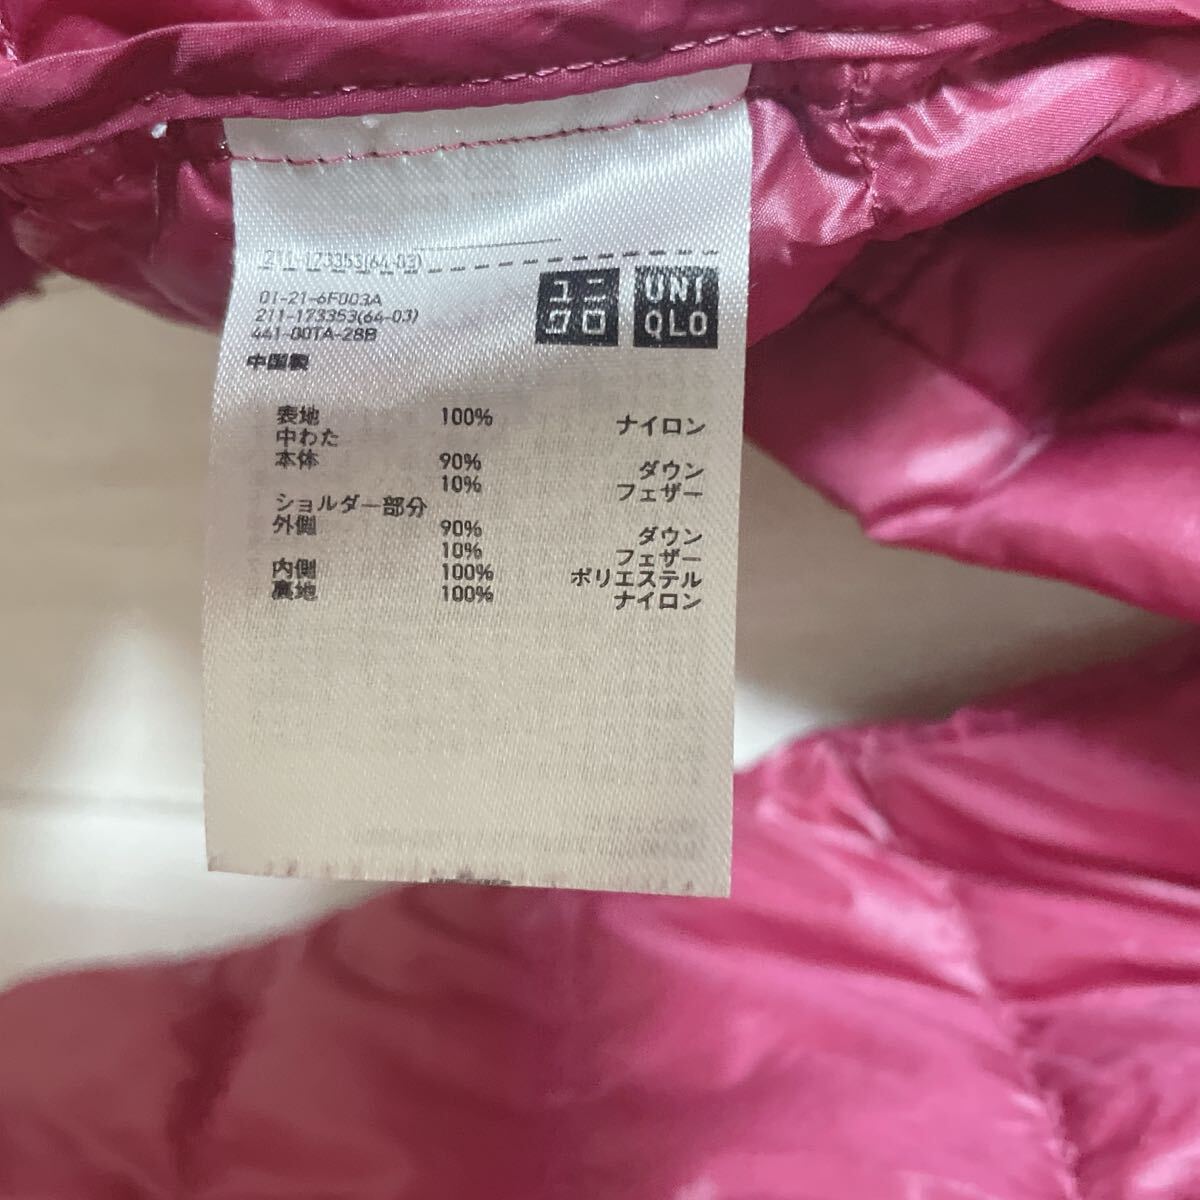 211-173353(64-03)
01-21-6F003A
211-173353(64-03)
441-00TA-28B
中国製
ユニ
クロ
UNI
QLO
表地 100% ナイロン
中わた
本体 90% ダウン
10% フェザー
ショルダー部分
外側 90% ダウン
10% フェザー
内側 100% ポリエステル
裏地 100% ナイロン